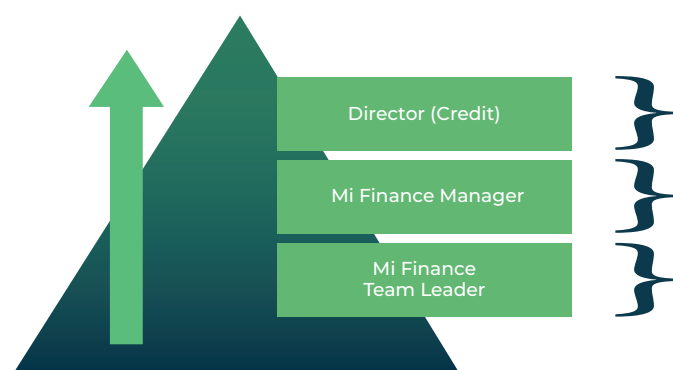 Director (Credit)
Mi Finance Manager
Mi Finance
Team Leader